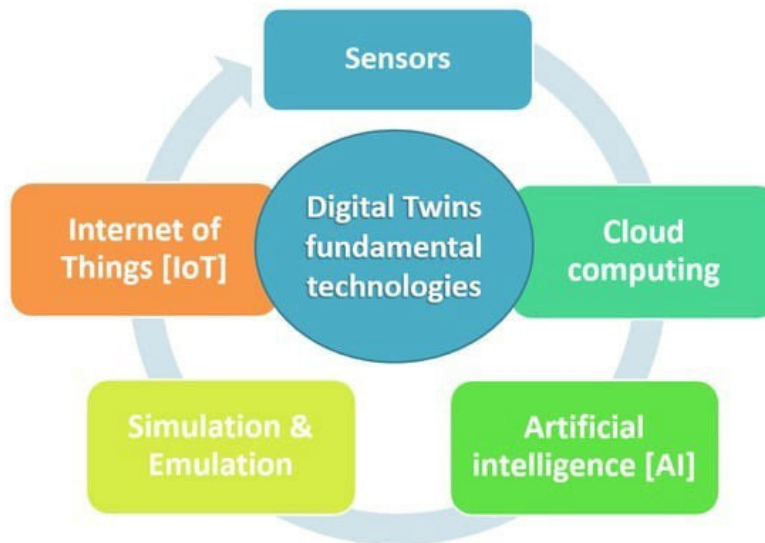 Sensors
Digital Twins
fundamental
technologies
Cloud
computing
Artificial
intelligence [AI]
Simulation &
Emulation
Internet of
Things [IoT]